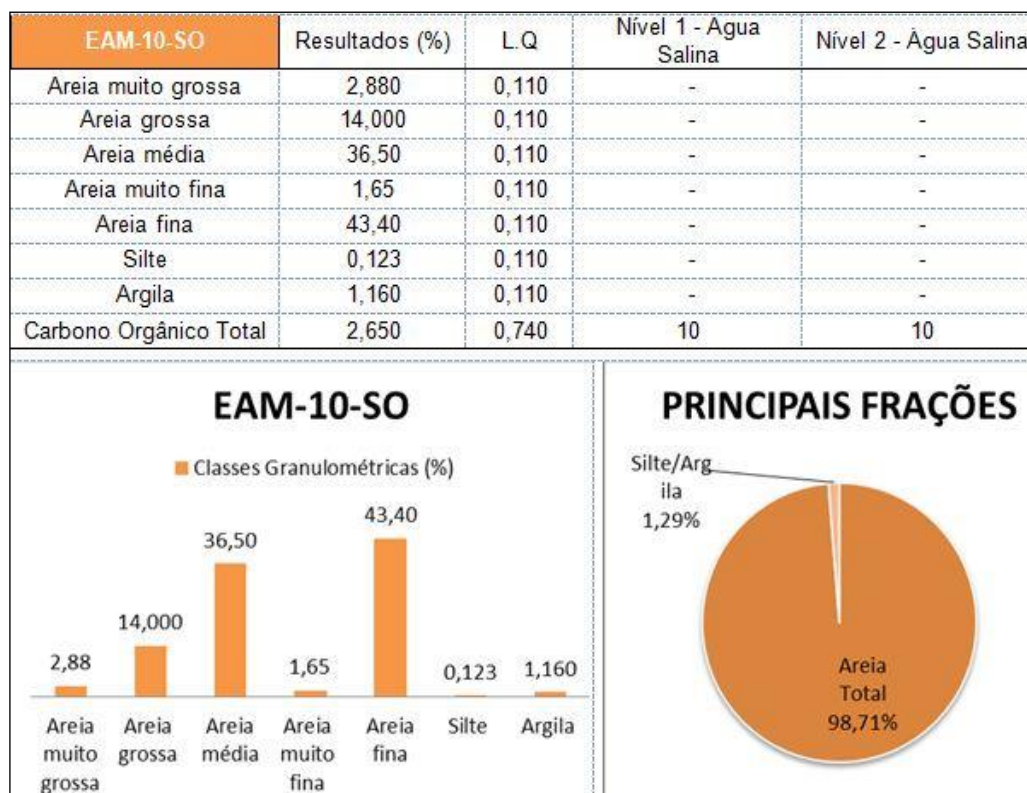 EAM-10-SO Resultados (%) L.Q Nível 1 - Agua Salina Nível 2 - Água Salina
Areia muito grossa 2,880 0,110 - -
Areia grossa 14,000 0,110 - -
Areia média 36,50 0,110 - -
Areia muito fina 1,65 0,110 - -
Areia fina 43,40 0,110 - -
Silte 0,123 0,110 - -
Argila 1,160 0,110 - -
Carbono Orgânico Total 2,650 0,740 10 10
EAM-10-SO
Classes Granulométricas (%)
2,88
14,000
36,50
1,65
43,40
0,123
1,160
Areia muito grossa
Areia grossa
Areia média
Areia muito fina
Areia fina
Silte
Argila
PRINCIPAIS FRAÇÕES
Silte/Arg
ila
1,29%
Areia
Total
98,71%